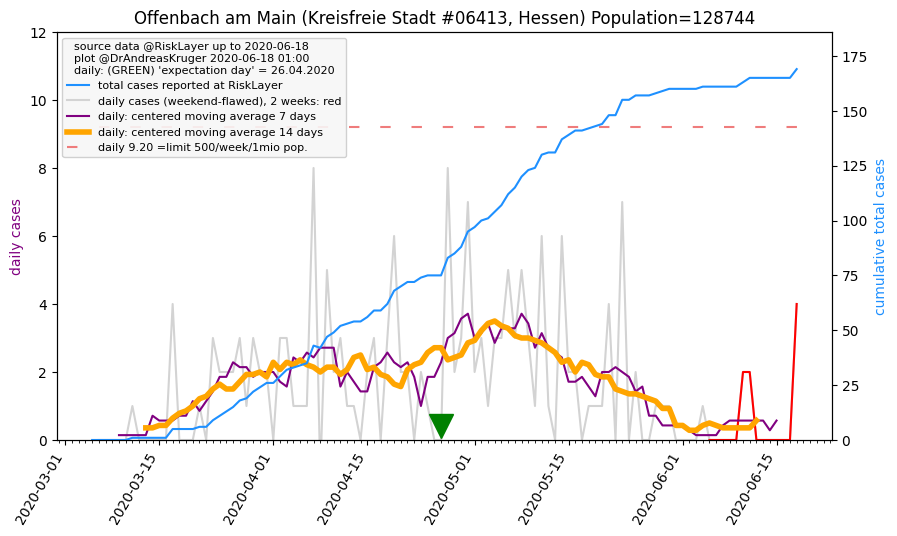 Offenbach am Main (Kreisfreie Stadt #06413, Hessen) Population=128744
source data @RiskLayer up to 2020-06-18
plot @DrAndreasKruger 2020-06-18 01:00
daily: (GREEN) 'expectation day' = 26.04.2020
total cases reported at RiskLayer
daily cases (weekend-flawed), 2 weeks: red
daily: centered moving average 7 days
daily: centered moving average 14 days
daily 9.20 =limit 500/week/1mio pop.
daily cases
12
10
8
6
4
2
0
cumulative total cases
175
150
125
100
75
50
25
0
2020-03-01
2020-03-15
2020-04-01
2020-04-15
2020-05-01
2020-05-15
2020-06-01
2020-06-15